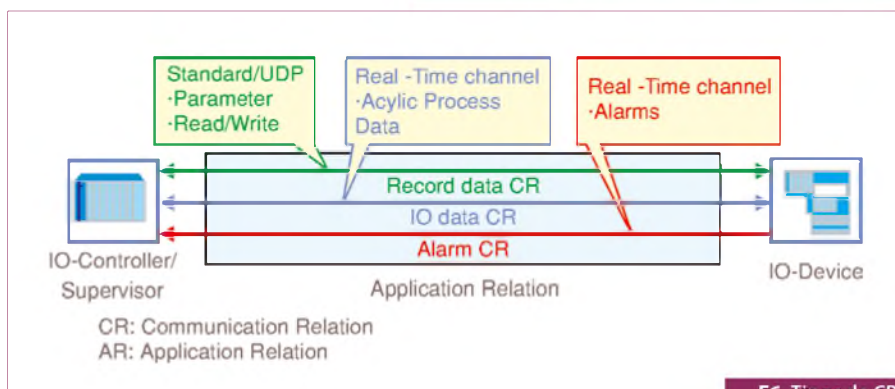 Standard/UDP
·Parameter
·Read/Write
Real -Time channel
·Acylic Process
Data
Real -Time channel
·Alarms
Record data CR
IO data CR
Alarm CR
IO-Controller/
Supervisor
Application Relation
IO-Device
CR: Communication Relation
AR: Application Relation